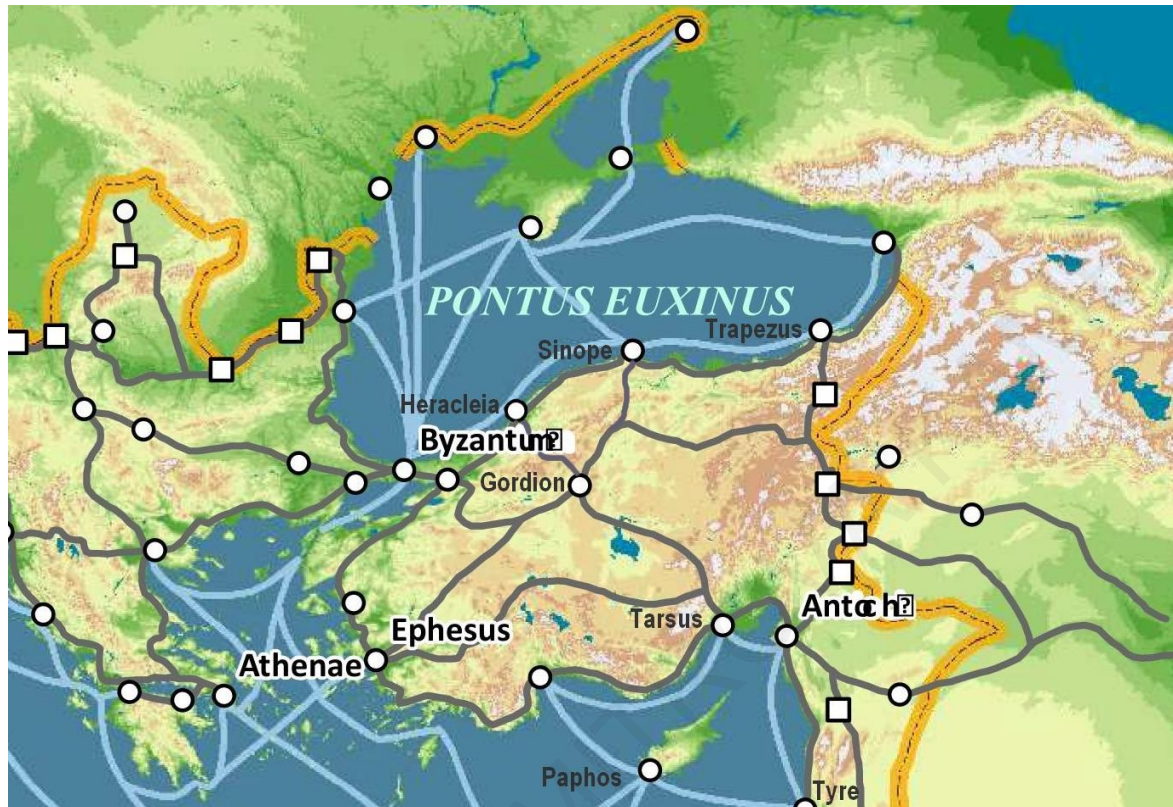 PONTUS EUXINUS
Trapezus
Sinope
Heracleia
Byzantum
Gordion
Antoch
Ephesus
Tarsus
Athenae
Paphos
Tyre